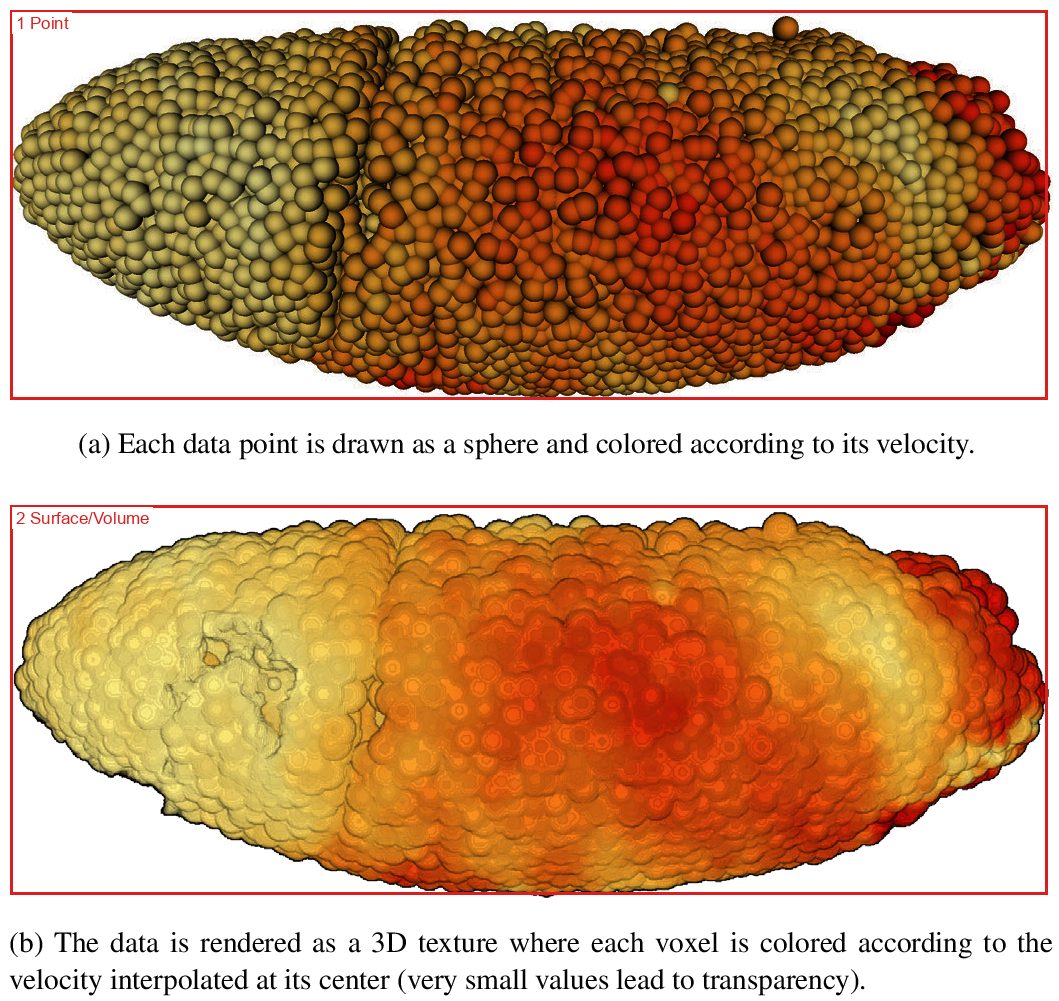 1 Point
(a) Each data point is drawn as a sphere and colored according to its velocity.
2 Surface/Volume
(b) The data is rendered as a 3D texture where each voxel is colored according to the
velocity interpolated at its center (very small values lead to transparency).